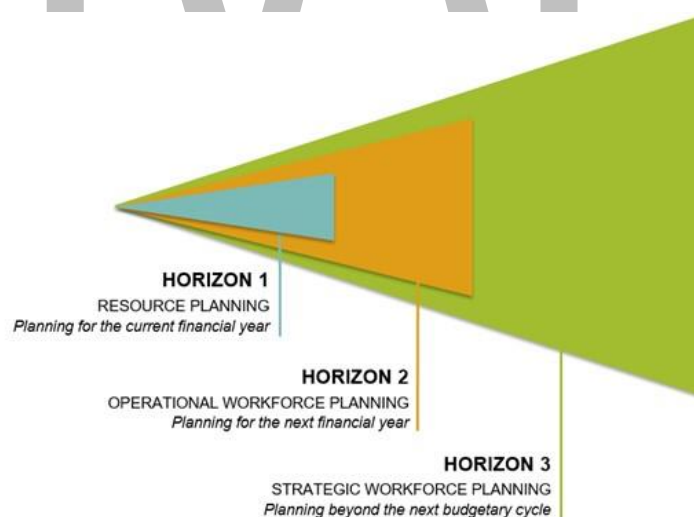 HORIZON 1
RESOURCE PLANNING
Planning for the current financial year
HORIZON 2
OPERATIONAL WORKFORCE PLANNING
Planning for the next financial year
HORIZON 3
STRATEGIC WORKFORCE PLANNING
Planning beyond the next budgetary cycle